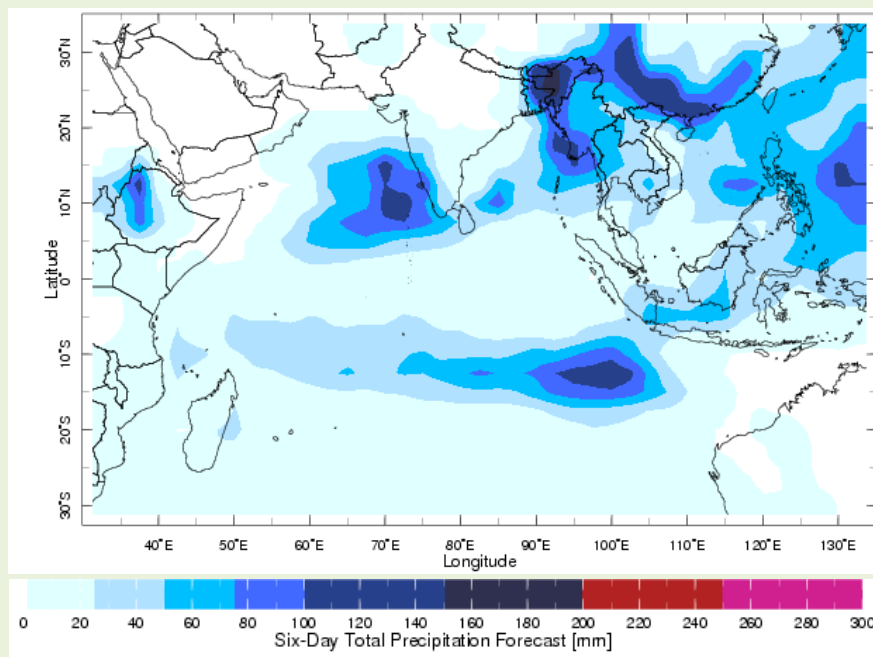 30°N
20°N
10°N
0°
10°S
20°S
30°S
Latitude
40°E 50°E 60°E 70°E 80°E 90°E 100°E 110°E 120°E 130°E
Longitude
0 20 40 60 80 100 120 140 160 180 200 220 240 260 280 300
Six-Day Total Precipitation Forecast [mm]